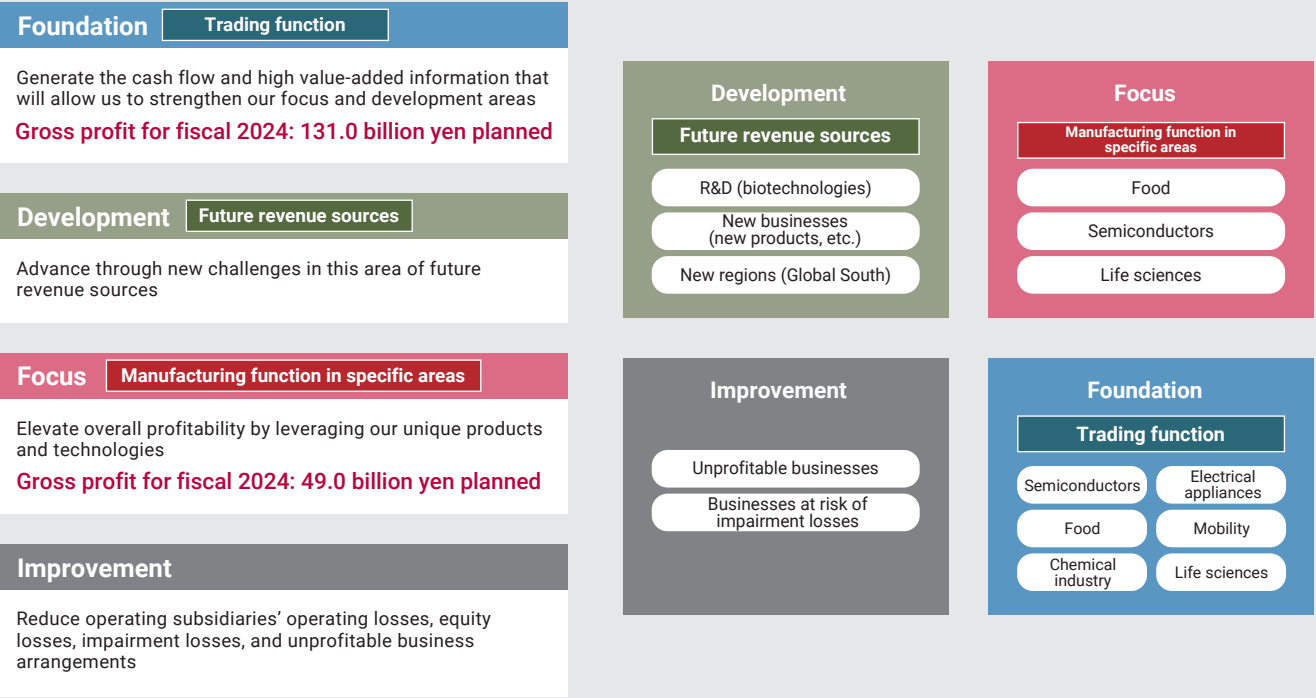 Foundation
Trading function
Generate the cash flow and high value-added information that
will allow us to strengthen our focus and development areas
Gross profit for fiscal 2024: 131.0 billion yen planned
Development
Future revenue sources
Advance through new challenges in this area of future
revenue sources
Focus
Manufacturing function in specific areas
Elevate overall profitability by leveraging our unique products
and technologies
Gross profit for fiscal 2024: 49.0 billion yen planned
Improvement
Reduce operating subsidiaries’ operating losses, equity
losses, impairment losses, and unprofitable business
arrangements
Development
Future revenue sources
R&D (biotechnologies)
New businesses
(new products, etc.)
New regions (Global South)
Focus
Manufacturing function in
specific areas
Food
Semiconductors
Life sciences
Improvement
Unprofitable businesses
Businesses at risk of
impairment losses
Foundation
Trading function
Semiconductors
Electrical
appliances
Food
Mobility
Chemical
industry
Life sciences